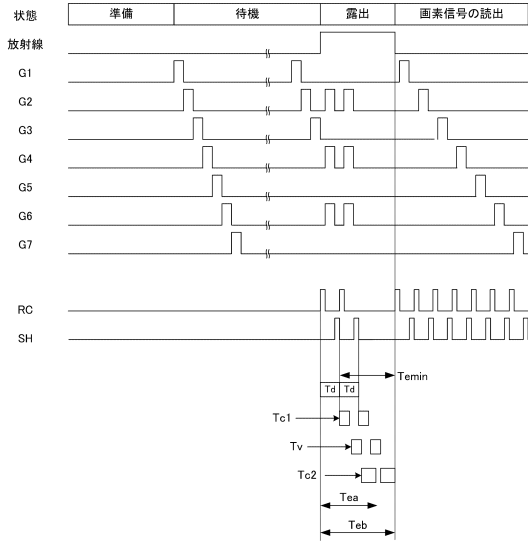 状態 準備 待機 露出 画素信号の読出
放射線
G1
G2
G3
G4
G5
G6
G7
RC
SH
Temin
Td Td
Tc1
Tv
Tc2
Tea
Teb